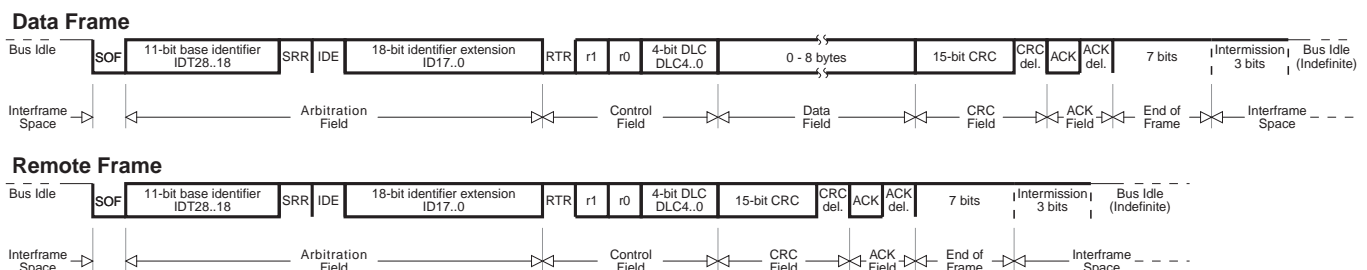 Data Frame
Bus Idle SOF 11-bit base identifier IDT28..18 SRR IDE 18-bit identifier extension ID17..0 RTR r1 r0 4-bit DLC DLC4..0 0 - 8 bytes 15-bit CRC CRC del. ACK ACK del. 7 bits Intermission 3 bits Bus Idle (Indefinite)
Interframe Space Arbitration Field Control Field Data Field CRC Field ACK Field End of Frame Interframe Space
Remote Frame
Bus Idle SOF 11-bit base identifier IDT28..18 SRR IDE 18-bit identifier extension ID17..0 RTR r1 r0 4-bit DLC DLC4..0 15-bit CRC CRC del. ACK ACK del. 7 bits Intermission 3 bits Bus Idle (Indefinite)
Interframe Space Arbitration Field Control Field CRC Field ACK Field End of Frame Interframe Space